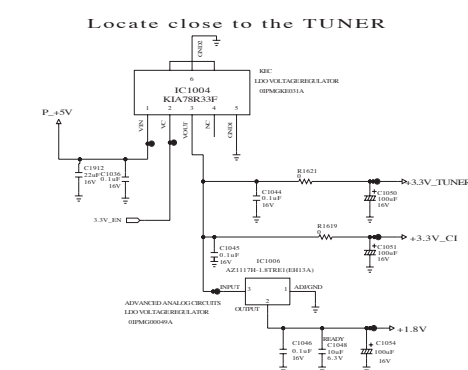 Locate close to the TUNER
GND2
6
KEC
LDO VOLTAGE REGULATOR
0IPMGKE031A
IC1004
KIA78R33F
1 2 3 4 5
P_+5V
VIN
VC
VOUT
NC
GND1
C1912
22uF
16V
C1036
0.1uF
16V
3.3V_EN
R1621
0
+3.3V_TUNER
C1044
0.1uF
16V
C1050
100uF
16V
R1619
0
+3.3V_CI
C1045
0.1uF
16V
C1051
100uF
16V
IC1006
AZ1117H-1.8TRE1(EH13A)
INPUT
3
1
ADJ/GND
2
OUTPUT
ADVANCED ANALOG CIRCUITS
LDO VOLTAGE REGULATOR
0IPMG00049A
+1.8V
C1046
0.1uF
16V
READY
C1048
10uF
6.3V
C1054
100uF
16V